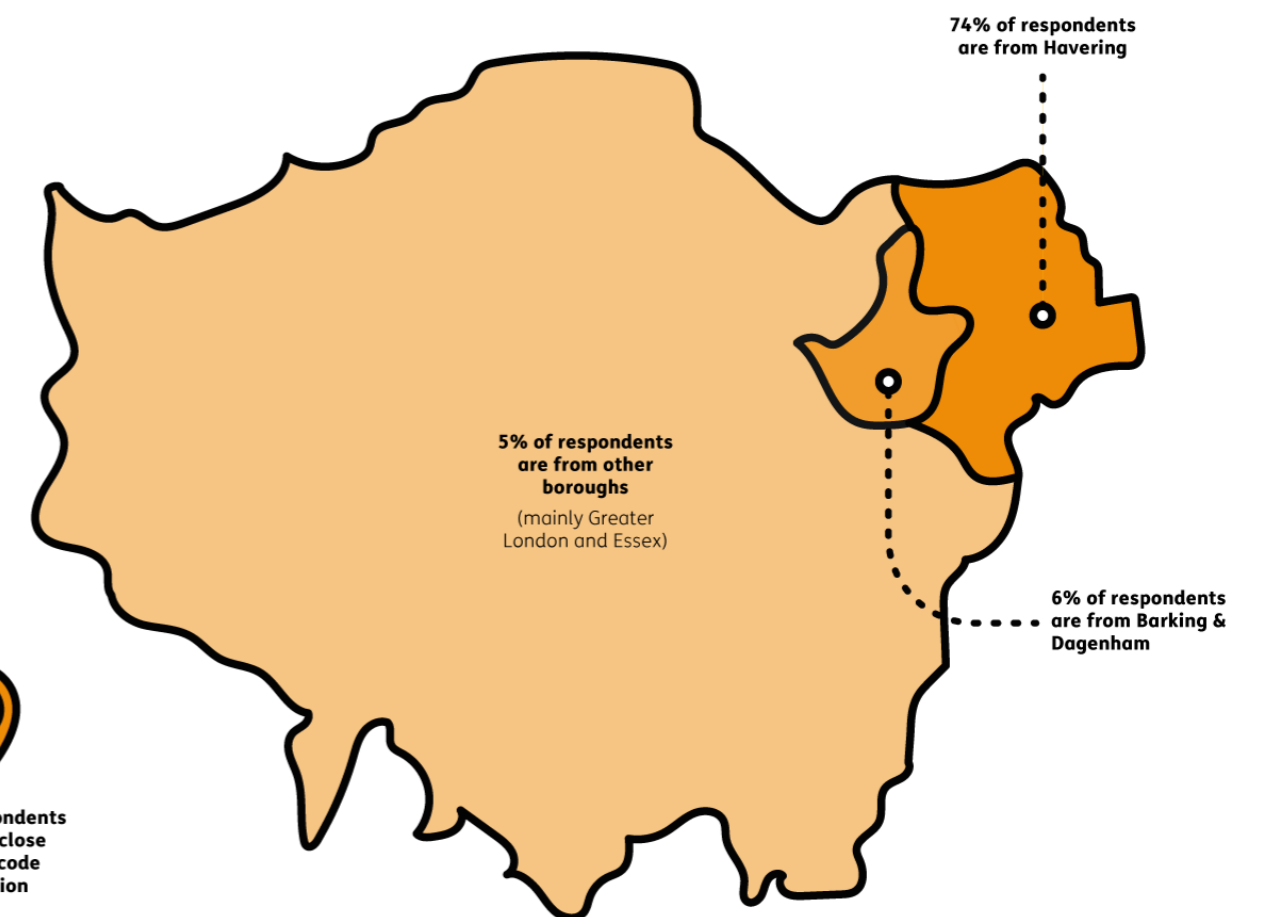 74% of respondents
are from Havering
5% of respondents
are from other
boroughs
(mainly Greater
London and Essex)
6% of respondents
are from Barking &
Dagenham
ondents
close
code
ion